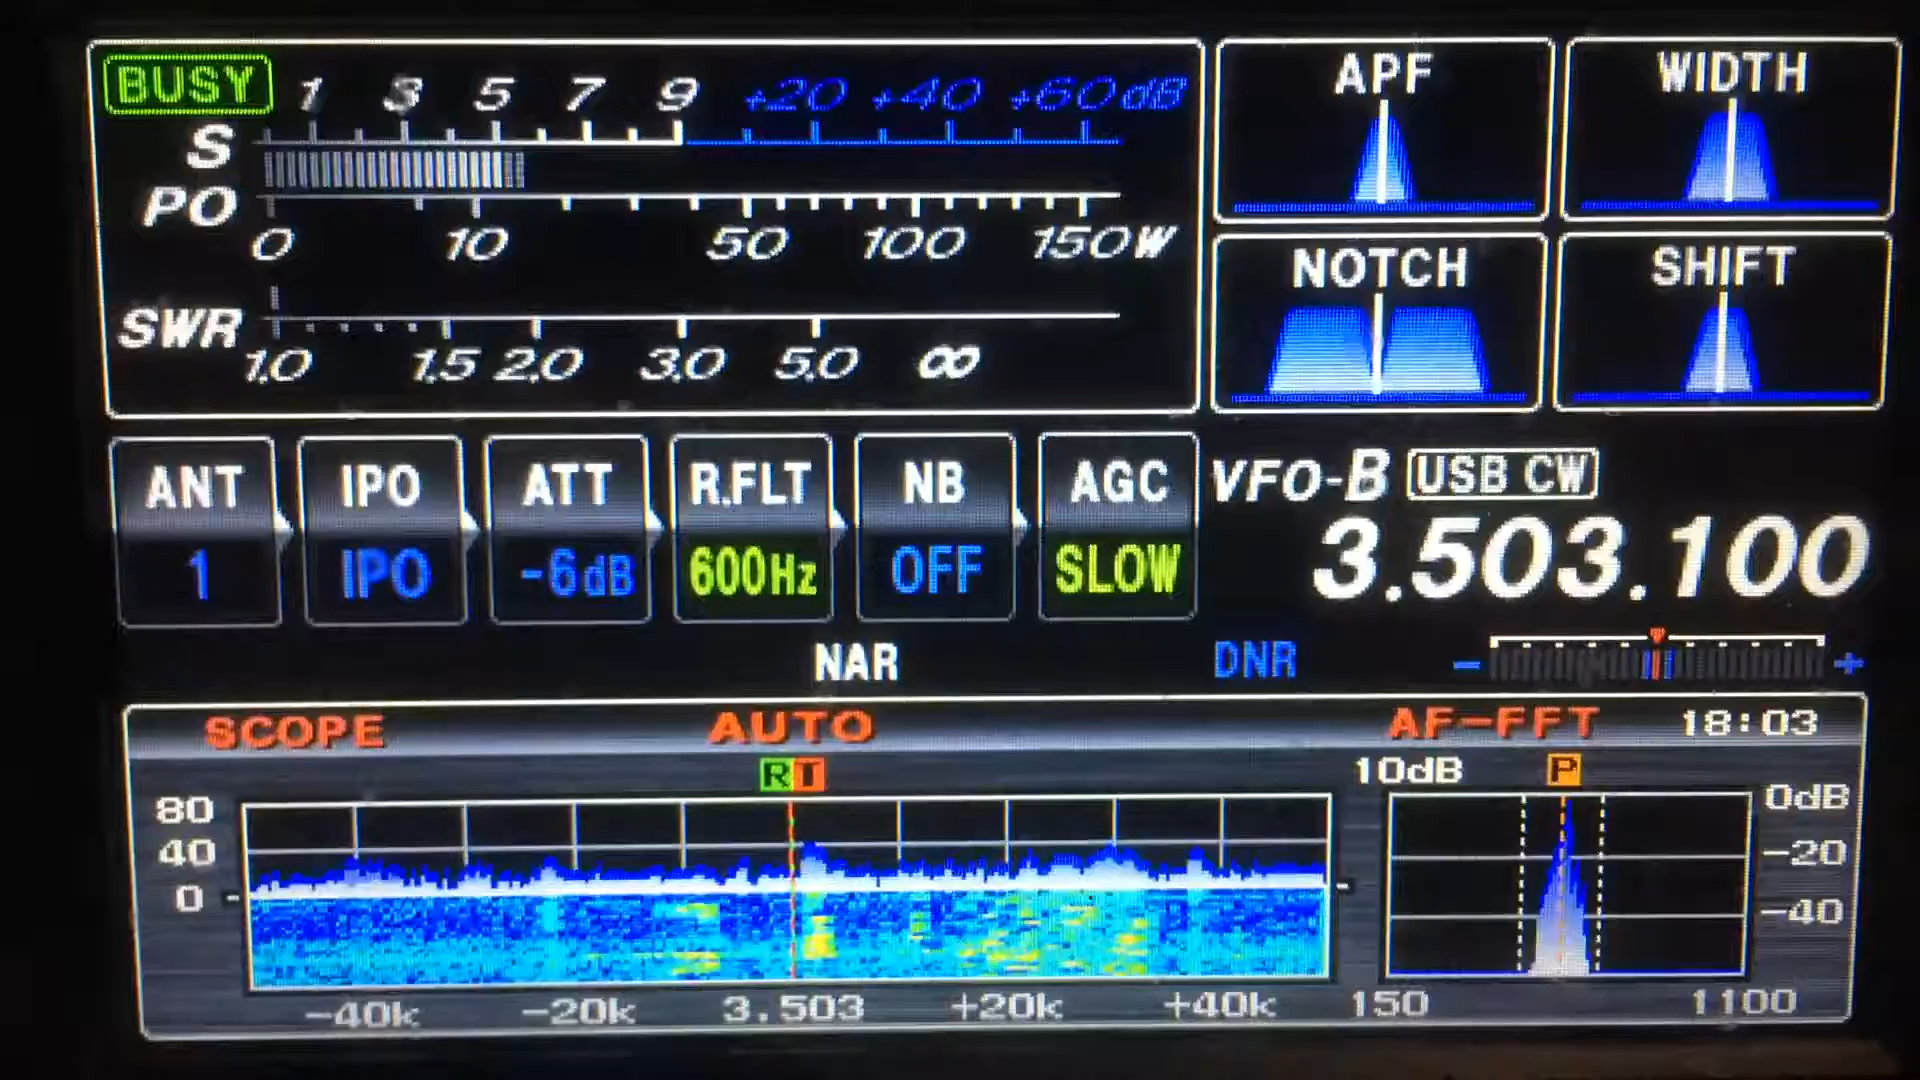 BUSY 1 3 5 7 9 +20 +40 +60dB
S
PO
0 10 50 100 150W
SWR
1.0 1.5 2.0 3.0 5.0 ∞
APF WIDTH
NOTCH SHIFT
ANT IPO ATT R.FLT NB AGC
1 IPO -6dB 600Hz OFF SLOW
VFO-B USB CW
3.503.100
NAR DNR - +
SCOPE AUTO AF-FFT 18:03
RT 10dB P
80
40
0
0dB
-20
-40
-40k -20k 3.503 +20k +40k 150 1100